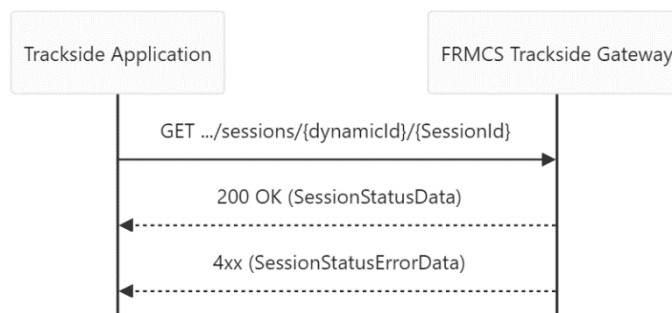 Trackside Application
FRMCS Trackside Gateway
GET .../sessions/{dynamicId}/{SessionId}
200 OK (SessionStatusData)
4xx (SessionStatusErrorData)